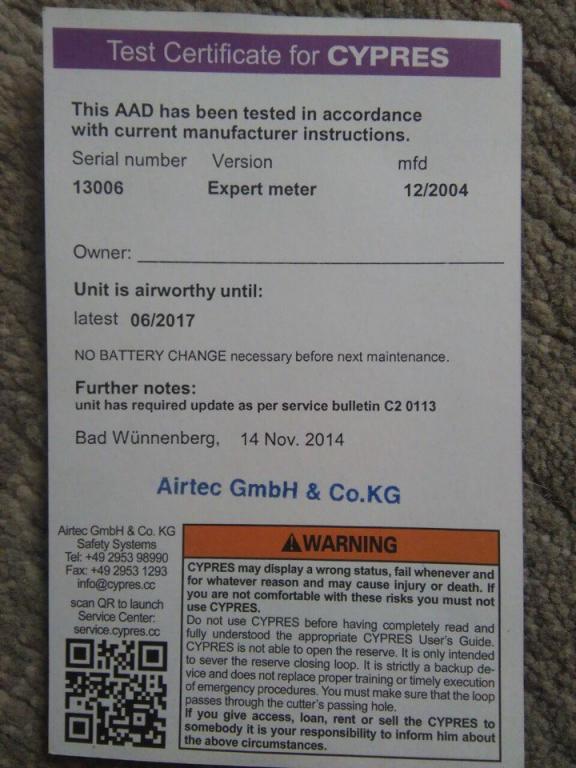 Test Certificate for CYPRES
This AAD has been tested in accordance
with current manufacturer instructions.
Serial number Version mfd
13006 Expert meter 12/2004
Owner:
Unit is airworthy until:
latest 06/2017
NO BATTERY CHANGE necessary before next maintenance.
Further notes:
unit has required update as per service bulletin C2 0113
Bad Wünnenberg, 14 Nov. 2014
Airtec GmbH & Co.KG
Airtec GmbH & Co. KG
Safety Systems
Tel: +49 2953 98990
Fax: +49 2953 1293
info@cypres.cc
scan QR to launch
Service Center:
service.cypres.cc
WARNING
CYPRES may display a wrong status, fail whenever and
for whatever reason and may cause injury or death. If
you are not comfortable with these risks you must not
use CYPRES.
Do not use CYPRES before having completely read and
fully understood the appropriate CYPRES User's Guide.
CYPRES is not able to open the reserve. It is only intended
to sever the reserve closing loop. It is strictly a backup de-
vice and does not replace proper training or timely execution
of emergency procedures. You must make sure that the loop
passes through the cutter's passing hole.
If you give access, loan, rent or sell the CYPRES to
somebody it is your responsibility to inform him about
the above circumstances.